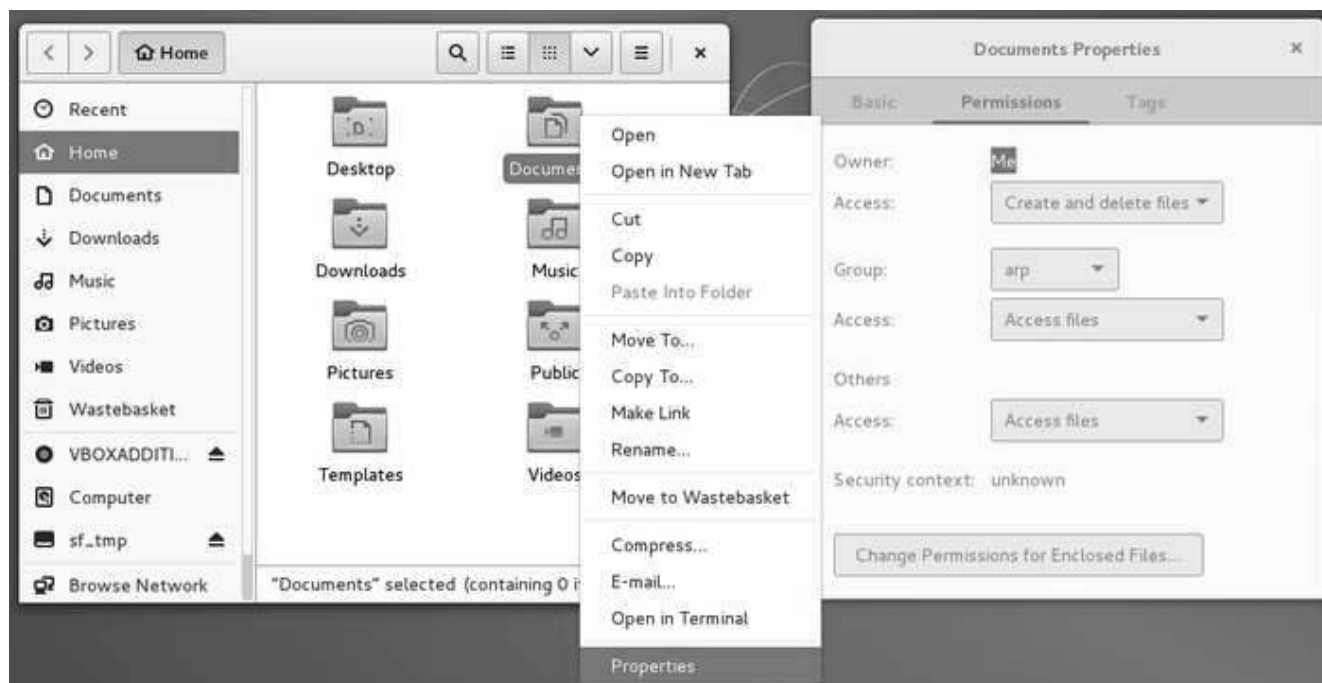 Home
Recent
Home
Documents
Downloads
Music
Pictures
Videos
Wastebasket
VBOXADDITI...
Computer
sf_tmp
Browse Network
Desktop
Documen
Downloads
Music
Pictures
Public
Templates
Videos
"Documents" selected (containing 0 i
Open
Open in New Tab
Cut
Copy
Paste Into Folder
Move To...
Copy To...
Make Link
Rename...
Move to Wastebasket
Compress...
E-mail...
Open in Terminal
Properties
Documents Properties
Basic Permissions Tags
Owner: Me
Access: Create and delete files
Group: arp
Access: Access files
Others
Access: Access files
Security context: unknown
Change Permissions for Enclosed Files...